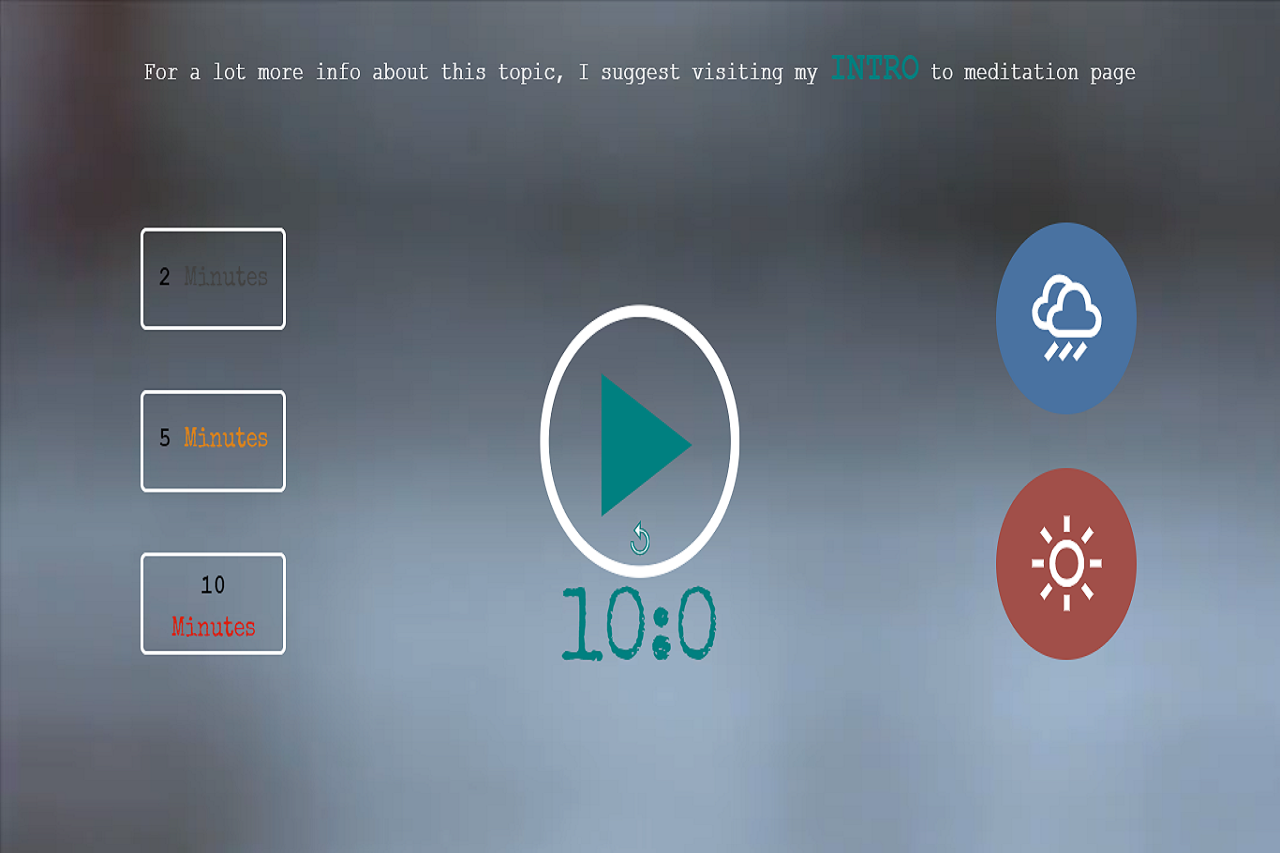 For a lot more info about this topic, I suggest visiting my INTRO to meditation page
2 Minutes
5 Minutes
10
Minutes
10:0